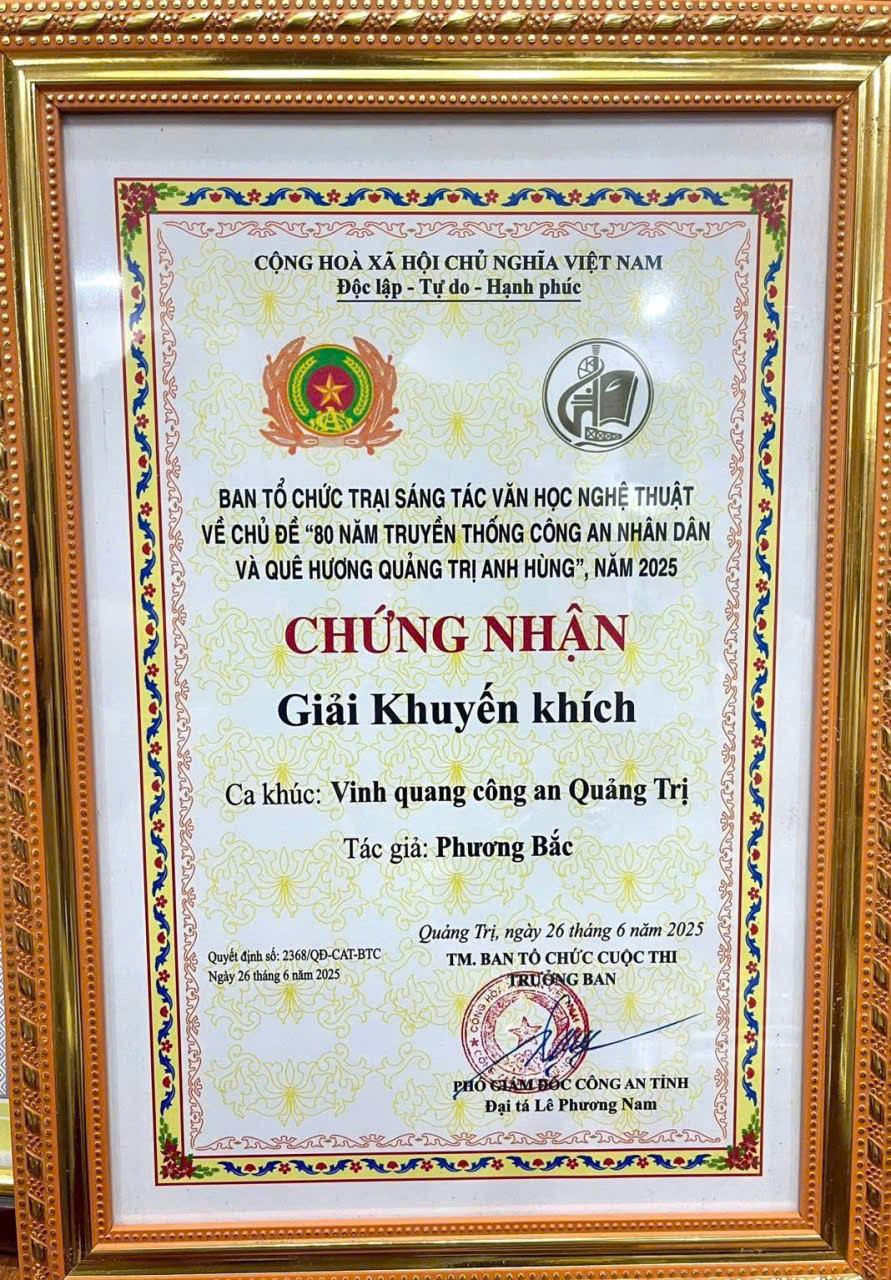 CỘNG HOÀ XÃ HỘI CHỦ NGHĨA VIỆT NAM
Độc lập - Tự do - Hạnh phúc
BAN TỔ CHỨC TRẠI SÁNG TÁC VĂN HỌC NGHỆ THUẬT
VỀ CHỦ ĐỀ “80 NĂM TRUYỀN THỐNG CÔNG AN NHÂN DÂN
VÀ QUÊ HƯƠNG QUẢNG TRỊ ANH HÙNG”, NĂM 2025
CHỨNG NHẬN
Giải Khuyến khích
Ca khúc: Vinh quang công an Quảng Trị
Tác giả: Phương Bắc
Quảng Trị, ngày 26 tháng 6 năm 2025
Quyết định số: 2368/QĐ-CAT-BTC
Ngày 26 tháng 6 năm 2025
TM. BAN TỔ CHỨC CUỘC THI
TRƯỞNG BAN
PHÓ GIÁM ĐỐC CÔNG AN TỈNH
Đại tá Lê Phương Nam